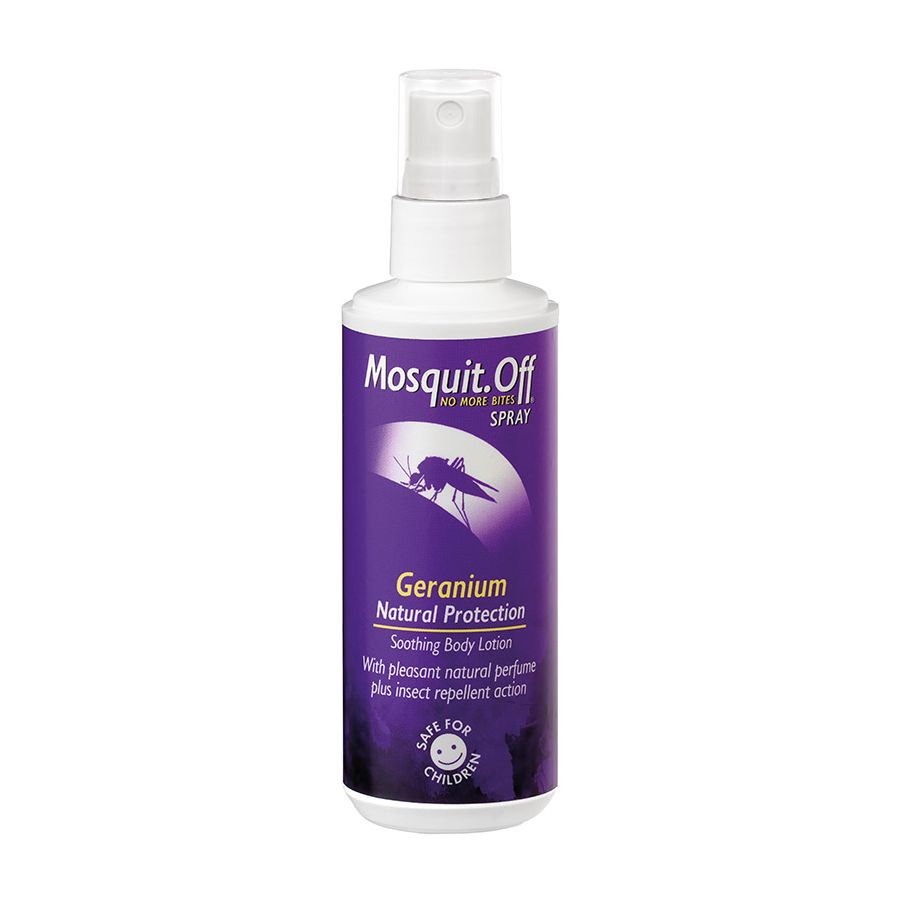 Mosquit.Off®
NO MORE BITES
SPRAY
Geranium
Natural Protection
Soothing Body Lotion
With pleasant natural perfume
plus insect repellent action
SAFE FOR
CHILDREN